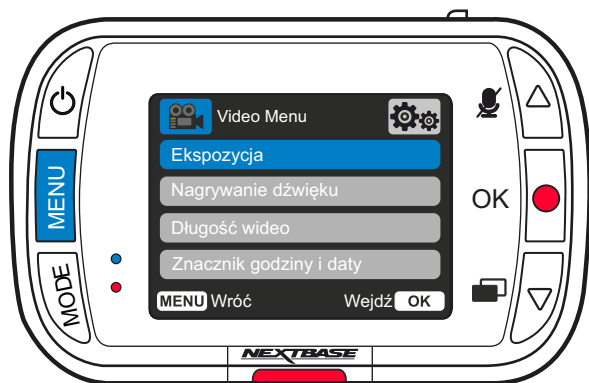 Video Menu
Ekspozycja
MENU
Nagrywanie dźwięku
OK
Długość wideo
MODE
Znacznik godziny i daty
MENU Wróć Wejdź OK
NEXTBASE